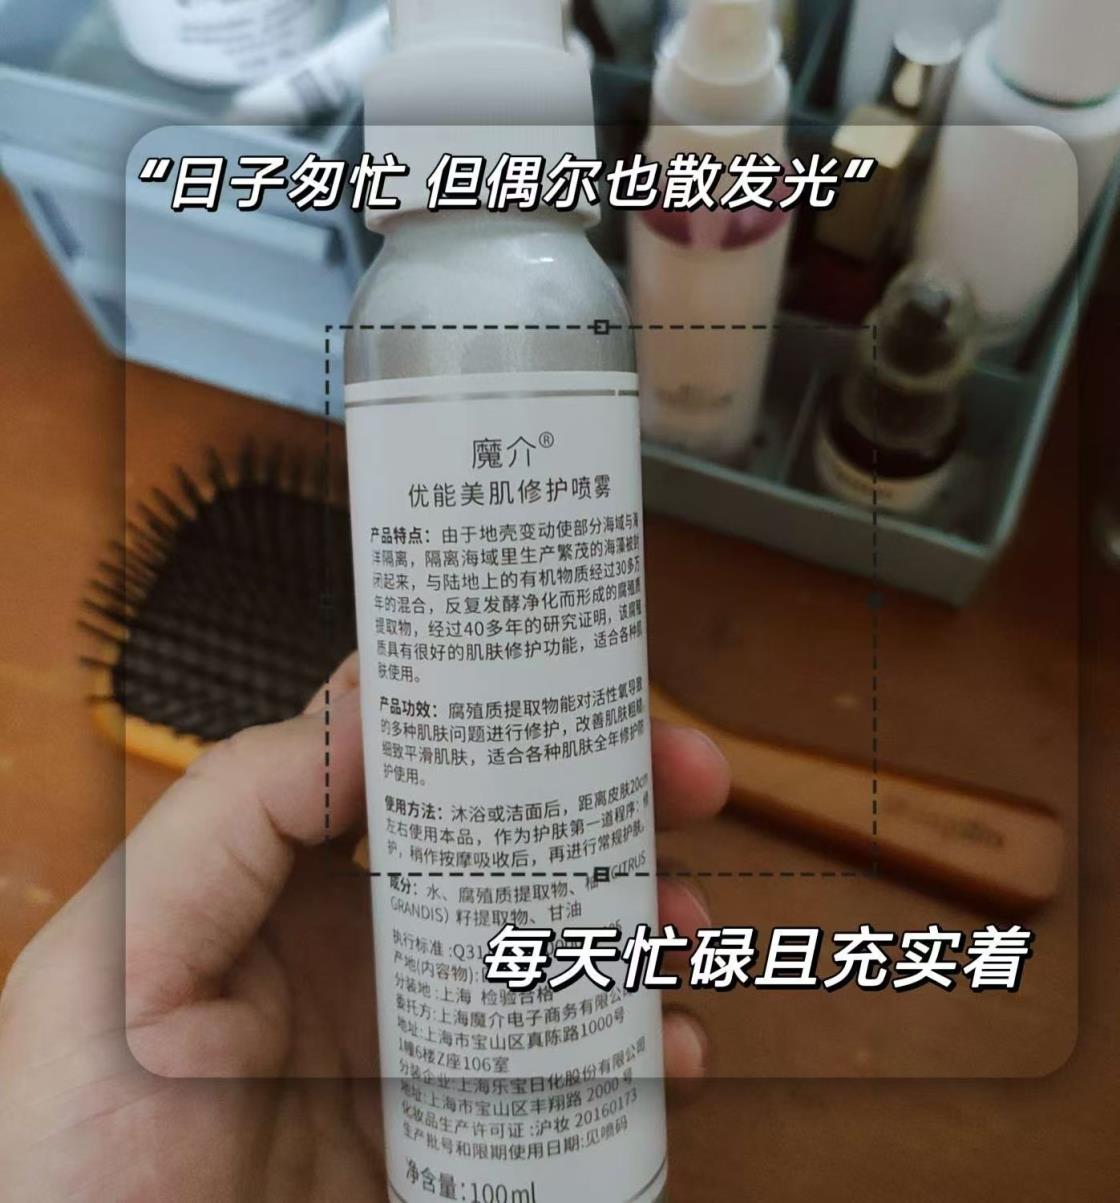 “日子匆忙 但偶尔也散发光”
魔介®
优能美肌修护喷雾
产品特点：由于地壳变动使部分海域与海
洋隔离，隔离海域里生产繁茂的海藻被封
闭起来，与陆地上的有机物质经过30多万
年的混合，反复发酵净化而形成的腐殖质
提取物，经过40多年的研究证明，该腐殖
质具有很好的肌肤修护功能，适合各种肌
肤使用。
产品功效：腐殖质提取物能对活性氧导致
的多种肌肤问题进行修护，改善肌肤粗糙，
细致平滑肌肤，适合各种肌肤全年修护
护使用。
使用方法：沐浴或洁面后，距离皮肤20cm
左右使用本品，作为护肤第一道程序：修
护，稍作按摩吸收后，再进行常规护肤。
成分：水、腐殖质提取物、柚(CITRUS
GRANDIS) 籽提取物、甘油
执行标准:Q31
产地(内容物):
分装地:上海 检验合格
每天忙碌且充实着
委托方:上海魔介电子商务有限公司
地址:上海市宝山区真陈路1000号
1幢6楼Z座106室
分装企业:上海乐宝日化股份有限公司
地址:上海市宝山区丰翔路 2000 号
化妆品生产许可证:沪妆 20160173
生产批号和限期使用日期:见喷码
净含量:100ml